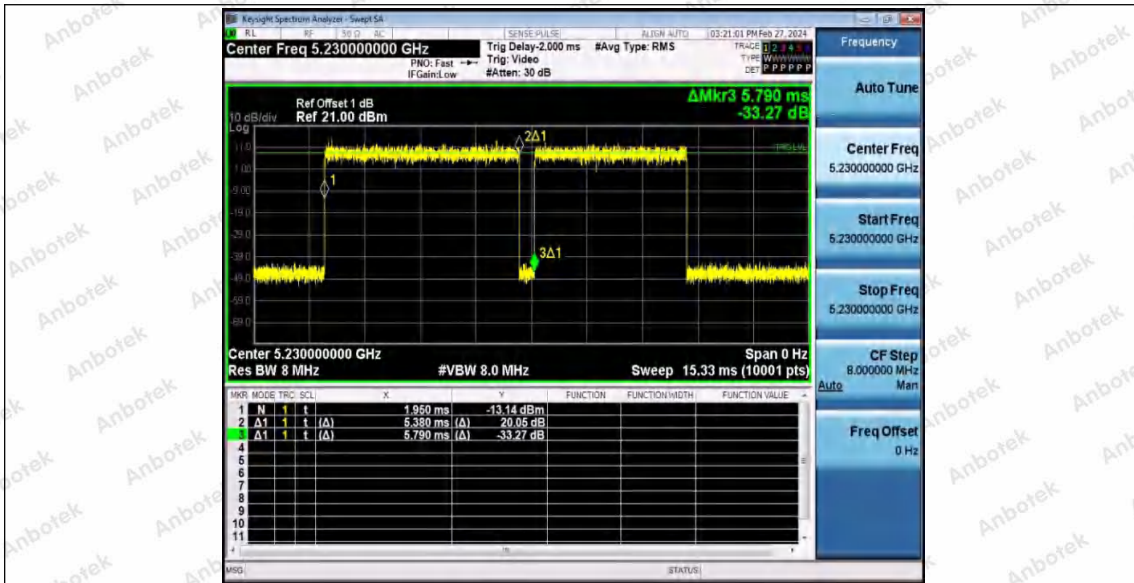 Keysight Spectrum Analyzer - Swept SA
RL RF 50 Ω AC SENSE:PULSE ALIGN AUTO 03:21:01 PM Feb 27, 2024
Center Freq 5.230000000 GHz
PNO: Fast
IFGain:Low
Trig Delay-2.000 ms
Trig: Video
#Atten: 30 dB
#Avg Type: RMS
TRACE 1 2 3 4 5 6
TYPE WWWWWW
DET P P P P P P
ΔMkr3 5.790 ms
-33.27 dB
Ref Offset 1 dB
10 dB/div Ref 21.00 dBm
Log
11.0
1.00
-9.00
-19.0
-29.0
-39.0
-49.0
-59.0
-69.0
TRIG LVL
1
2Δ1
3Δ1
Center 5.230000000 GHz Span 0 Hz
Res BW 8 MHz #VBW 8.0 MHz Sweep 15.33 ms (10001 pts)
MKR MODE TRC SCL X Y FUNCTION FUNCTION WIDTH FUNCTION VALUE
1 N 1 t 1.950 ms -13.14 dBm
2 Δ1 1 t (Δ) 5.380 ms (Δ) 20.05 dB
3 Δ1 1 t (Δ) 5.790 ms (Δ) -33.27 dB
4
5
6
7
8
9
10
11
MSG STATUS
Frequency
Auto Tune
Center Freq
5.230000000 GHz
Start Freq
5.230000000 GHz
Stop Freq
5.230000000 GHz
CF Step
8.000000 MHz
Auto Man
Freq Offset
0 Hz
Anbotek